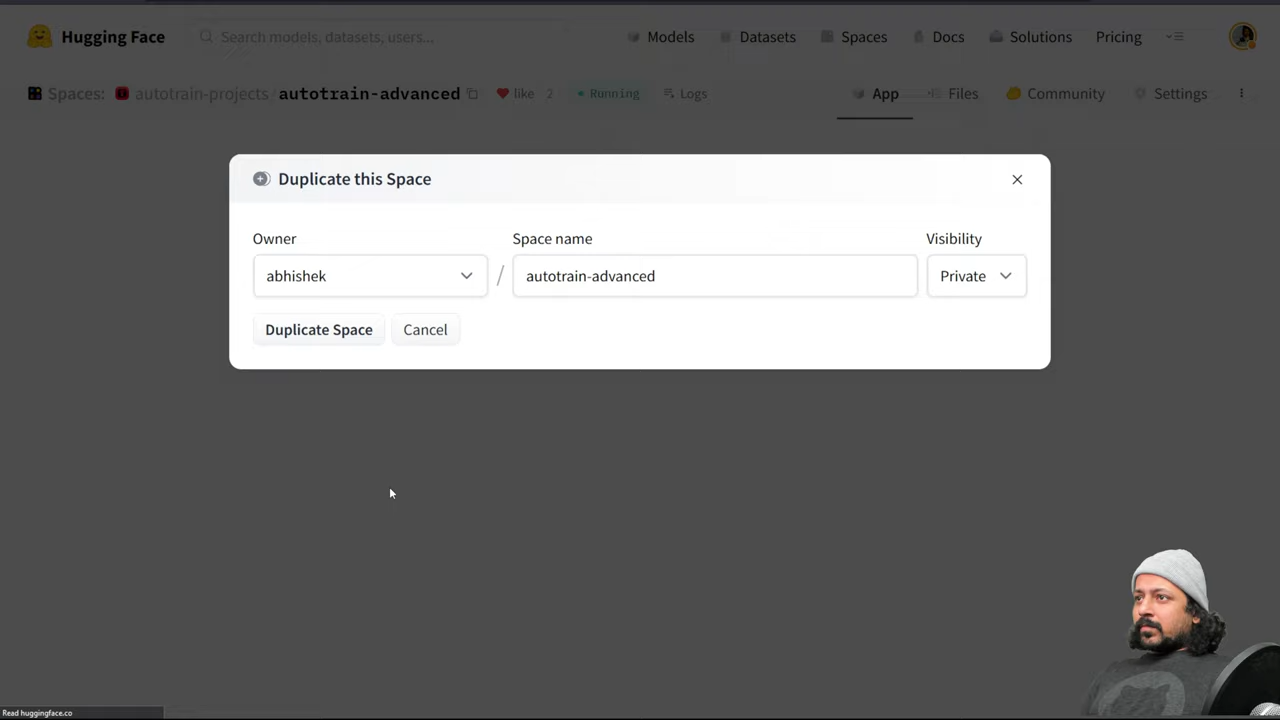 Hugging Face
Search models, datasets, users...
Models
Datasets
Spaces
Docs
Solutions
Pricing
Spaces:
autotrain-projects/autotrain-advanced
like 2
Running
Logs
App
Files
Community
Settings
Duplicate this Space
Owner
Space name
Visibility
abhishek
/
autotrain-advanced
Private
Duplicate Space
Cancel
Read huggingface.co